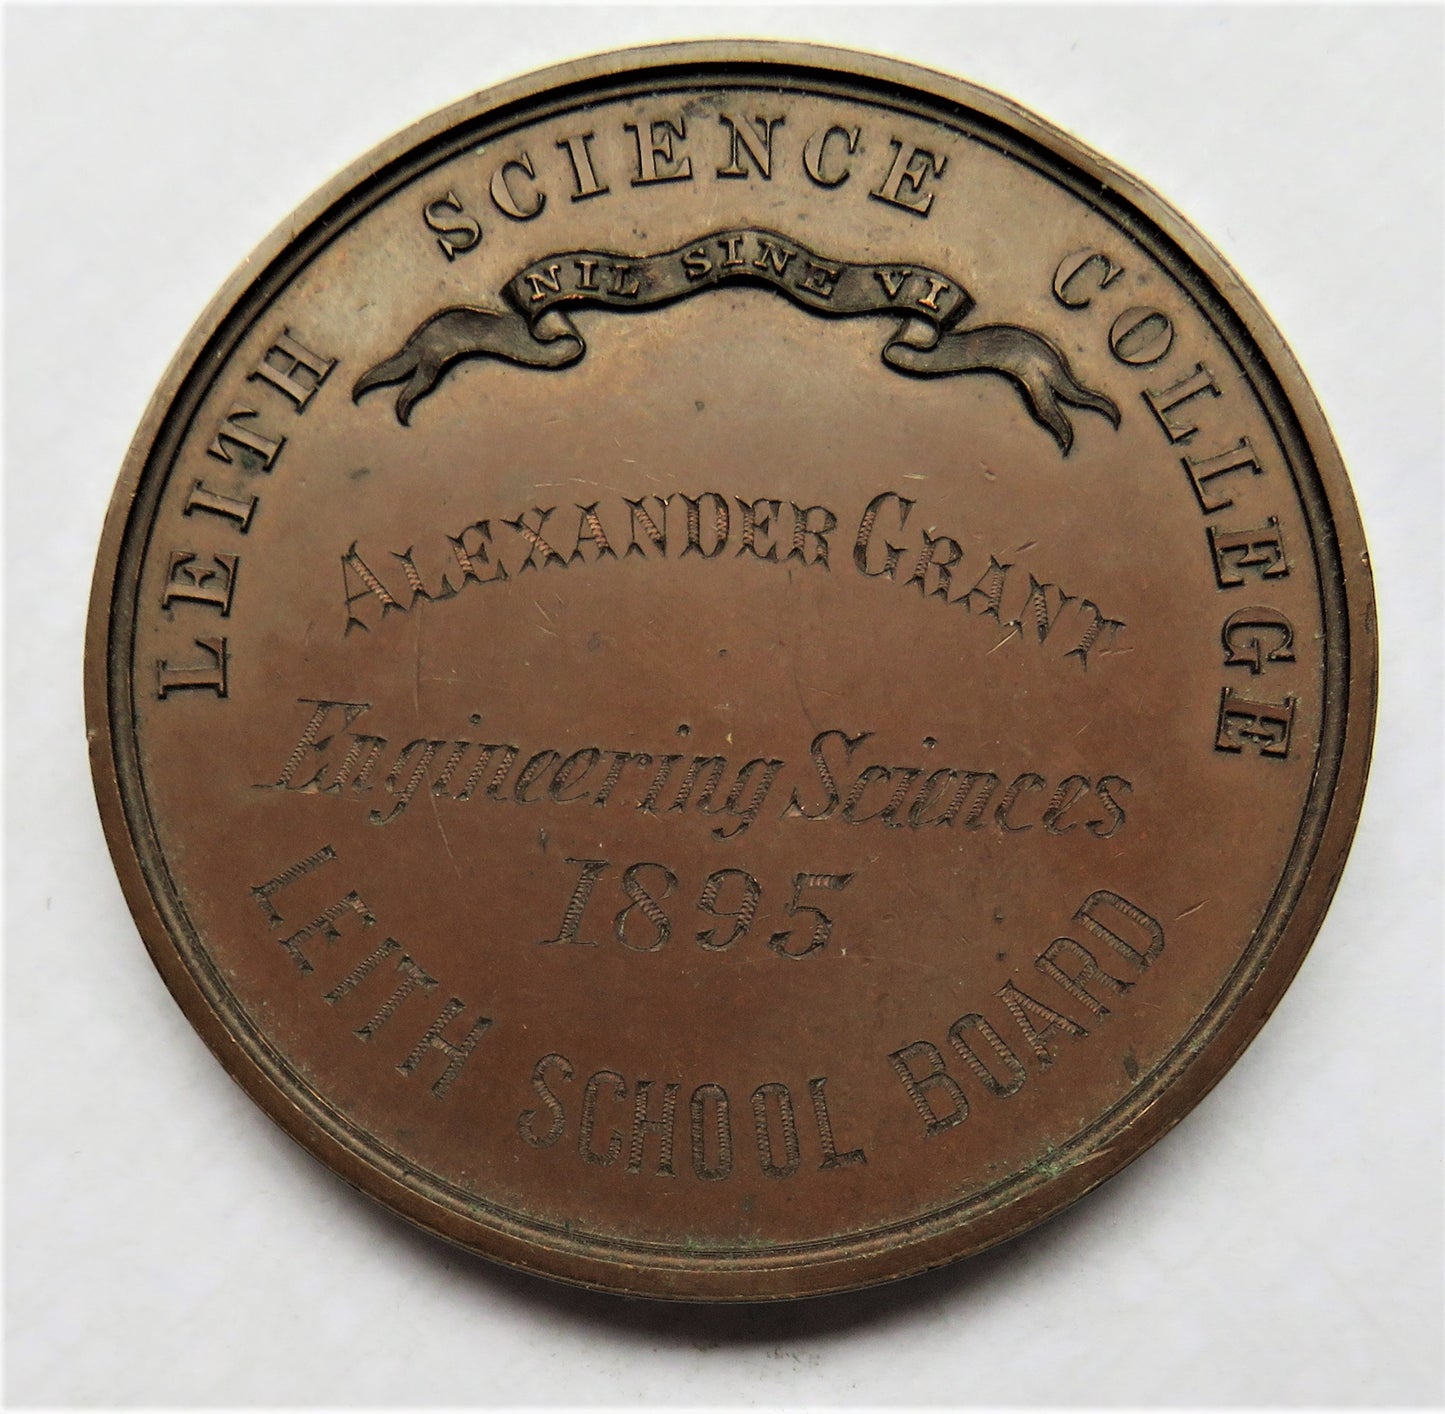 LEITH SCIENCE COLLEGE
NIL SINE VI
ALEXANDER GRANT
Engineering Sciences
1895
LEITH SCHOOL BOARD